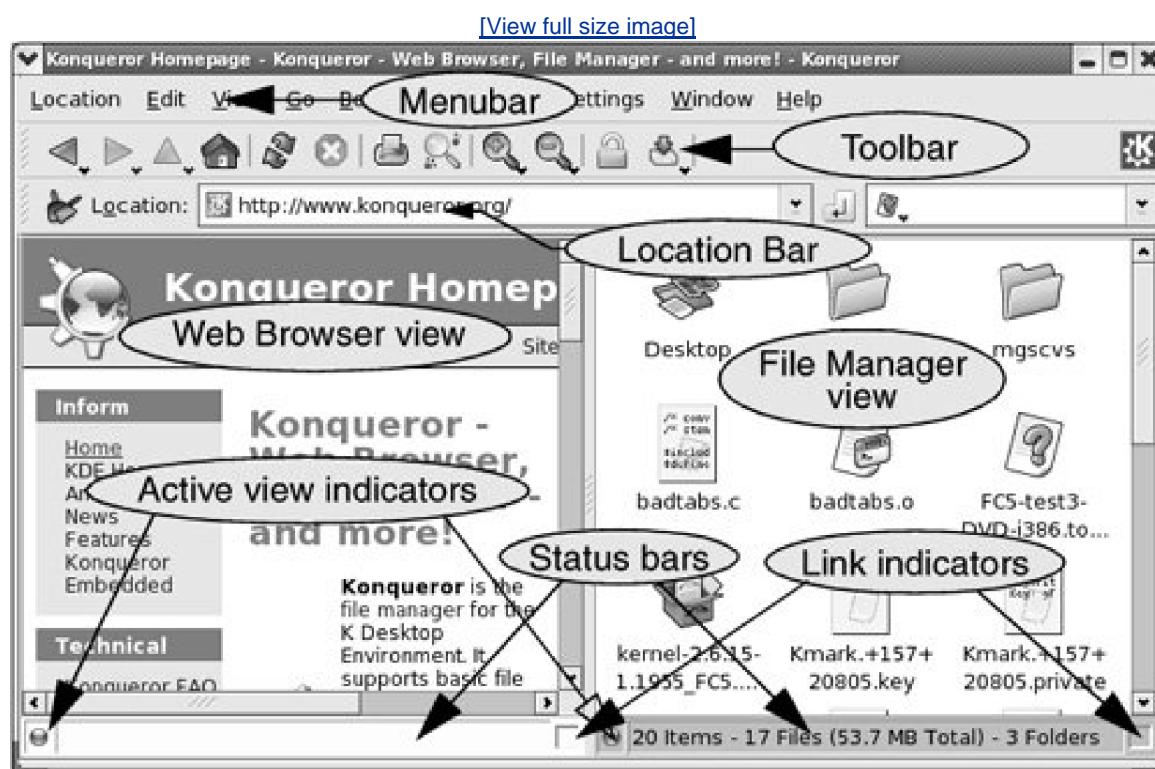 [View full size image]
Konqueror Homepage - Konqueror - Web Browser, File Manager - and more! - Konqueror
Location Edit Go Menubar Window Help
Toolbar
Location: http://www.konqueror.org/
Location Bar
Konqueror Homep
Web Browser view
Site
Desktop mgscvs
File Manager
view
Inform
Home
KDE
News
Features
Konqueror
Embedded
Konqueror -
Web Browser,
and more!
Active view indicators
badtabs.c badtabs.o FC5-test3-
DVD-i386.to...
Status bars
Link indicators
Konqueror is the
file manager for the
K Desktop
Environment. It
supports basic file
Technical
Konqueror FAQ
kernel-2.6.15-
1.1955_FC5....
Kmark.+157+
20805.key
Kmark.+157+
20805.private
20 Items - 17 Files (53.7 MB Total) - 3 Folders